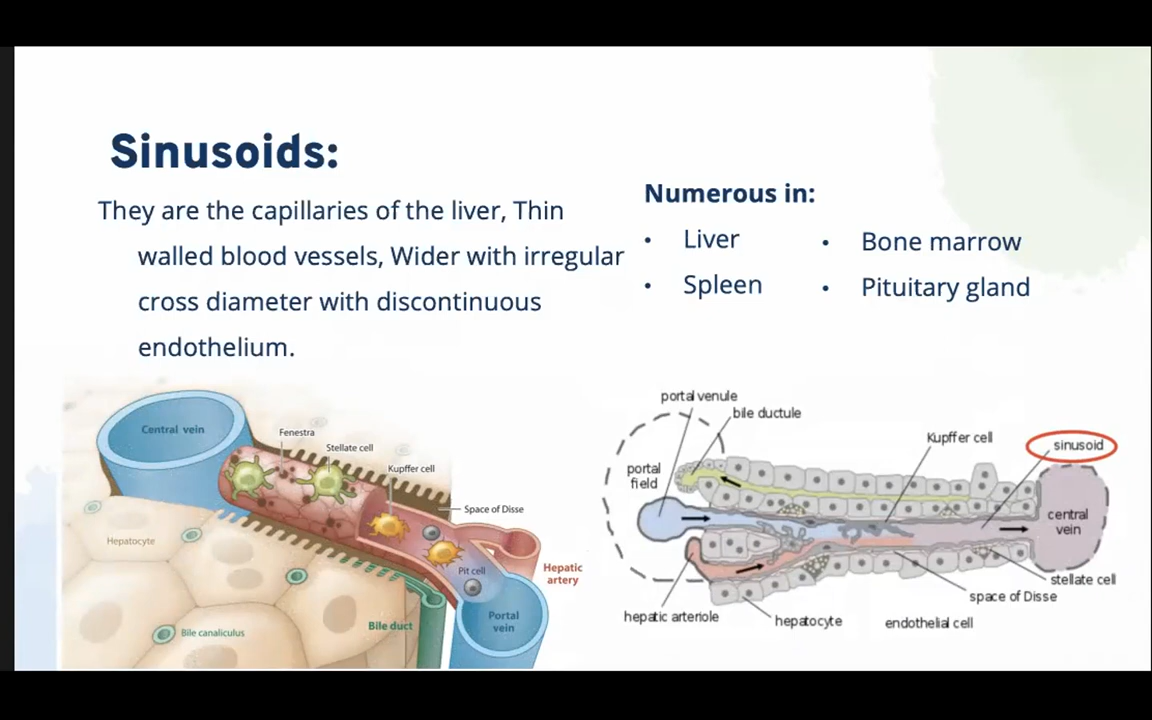 Sinusoids:
They are the capillaries of the liver, Thin
walled blood vessels, Wider with irregular
cross diameter with discontinuous
endothelium.
Numerous in:
• Liver
• Spleen
• Bone marrow
• Pituitary gland
Central vein
Fenestra
Stellate cell
Kupffer cell
Space of Disse
Hepatocyte
Pit cell
Hepatic
artery
Portal
vein
Bile duct
Bile canaliculus
portal venule
bile ductule
Kupffer cell
sinusoid
portal
field
central
vein
stellate cell
space of Disse
hepatic arteriole
hepatocyte
endothelial cell